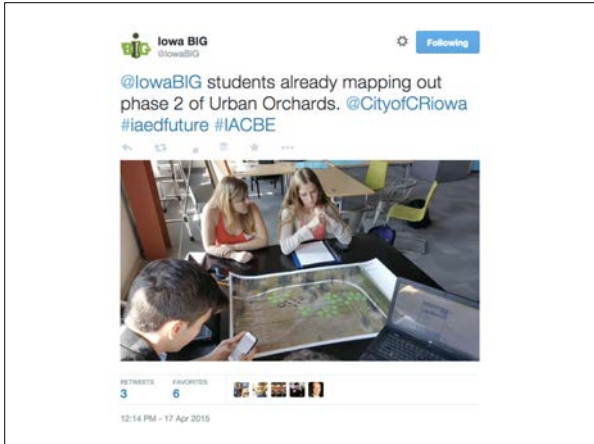 BIG
Iowa BIG
@IowaBIG
Following
@IowaBIG students already mapping out
phase 2 of Urban Orchards. @CityofCRiowa
#iaedfuture #IACBE
RETWEETS
3
FAVORITES
6
12:14 PM - 17 Apr 2015